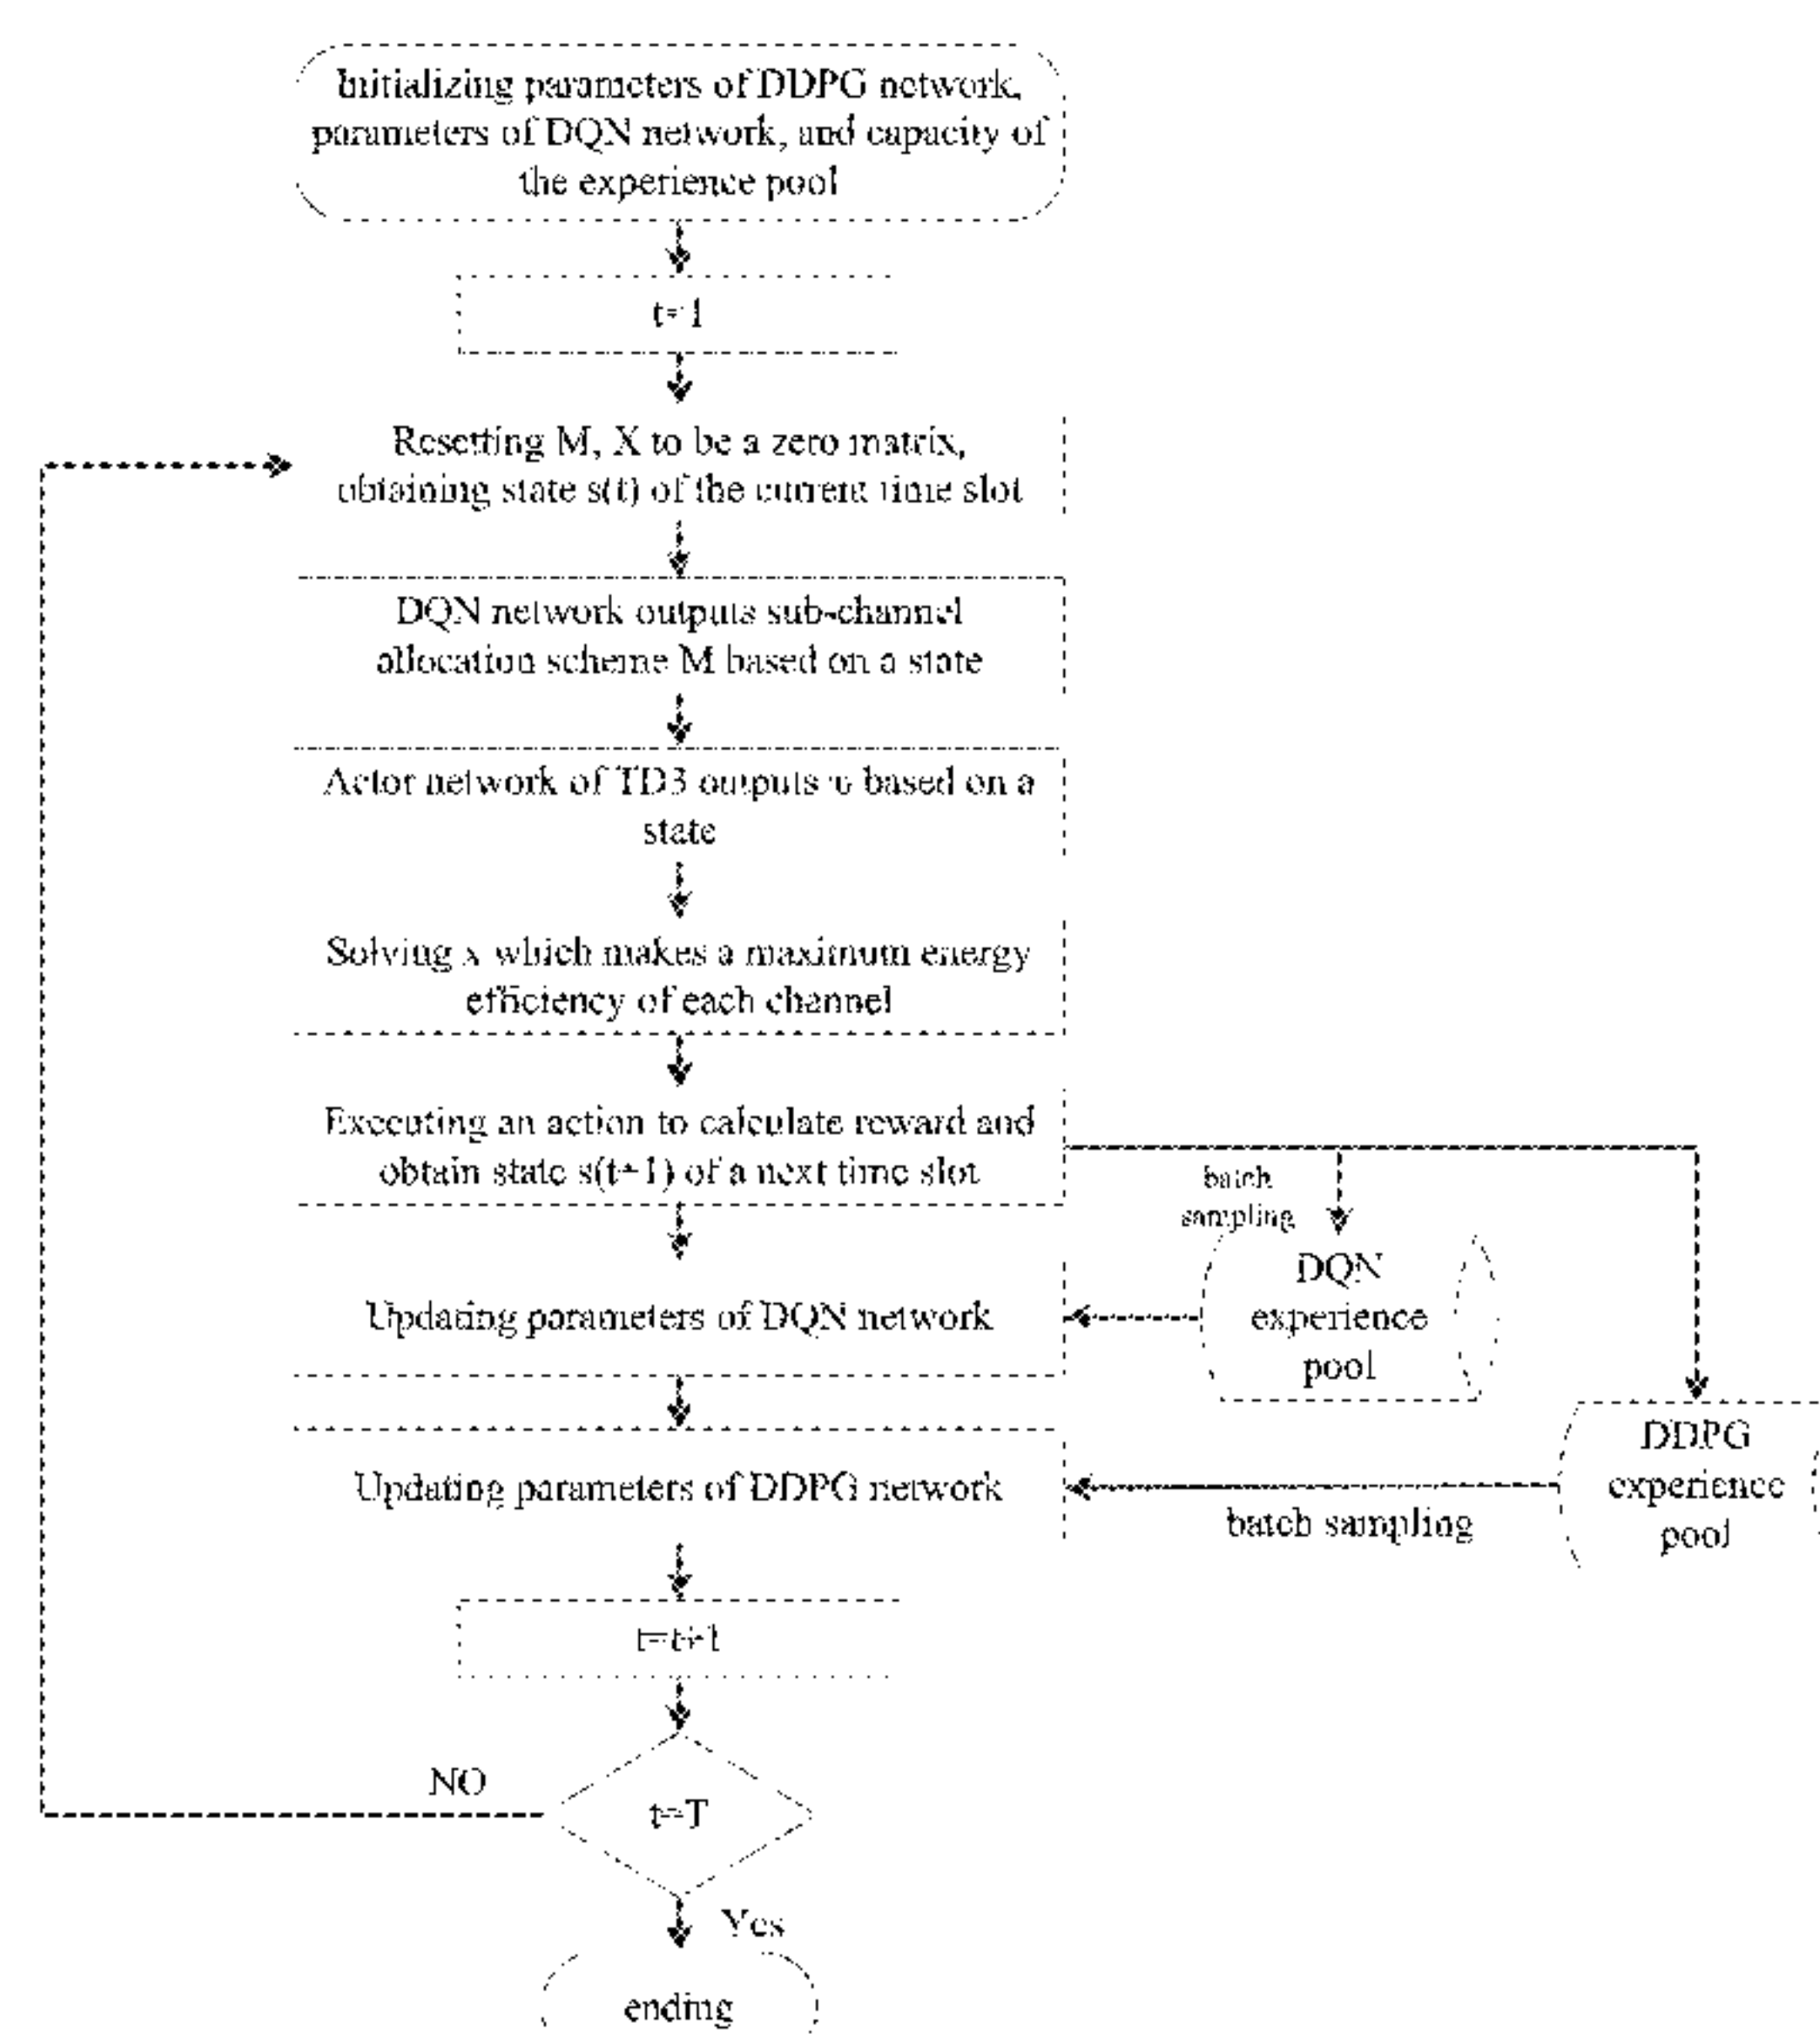 Initializing parameters of DDPG network,
parameters of DQN network, and capacity of
the experience pool
t=1
Resetting M, X to be a zero matrix,
obtaining state s(t) of the current time slot
DQN network outputs sub-channel
allocation scheme M based on a state
Actor network of TD3 outputs based on a
state
Solving x which makes a maximum energy
efficiency of each channel
Executing an action to calculate reward and
obtain state s(t+1) of a next time slot
batch
sampling
DQN
experience
pool
Updating parameters of DQN network
DDPG
experience
pool
Updating parameters of DDPG network
batch sampling
t=t+1
NO
t=T
Yes
ending